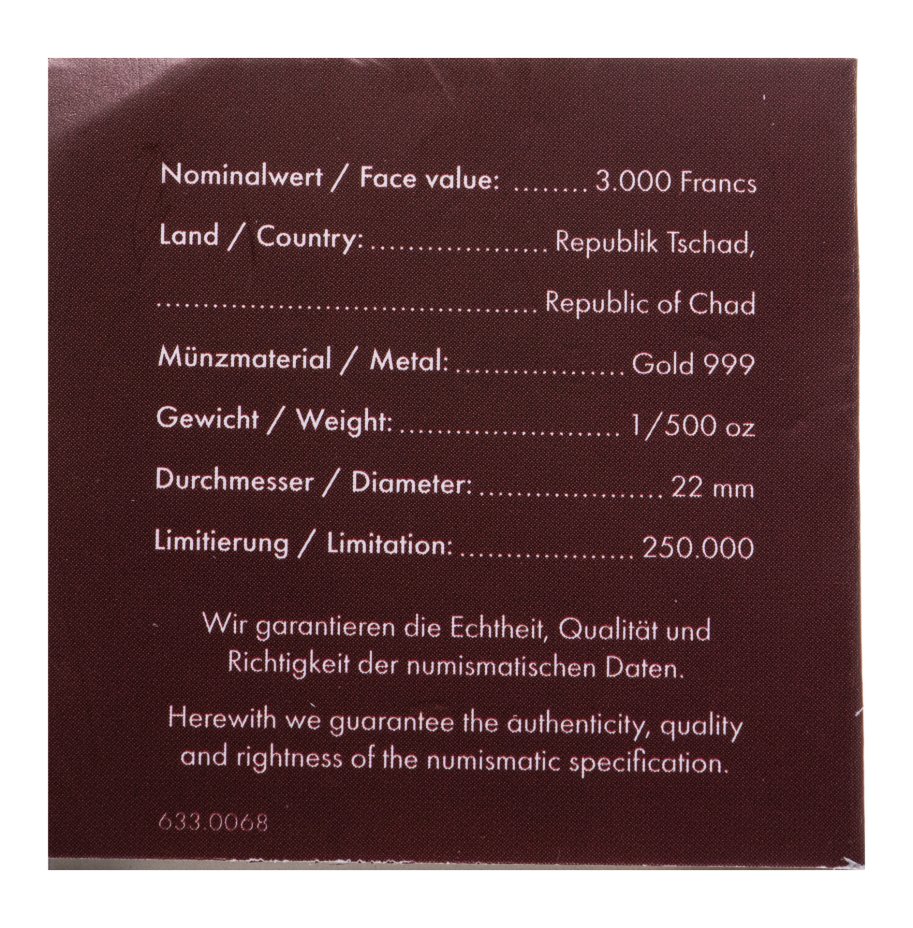 Nominalwert / Face value: ........ 3.000 Francs
Land / Country: ................... Republik Tschad,
......................................... Republic of Chad
Münzmaterial / Metal: .................. Gold 999
Gewicht / Weight: ....................... 1/500 oz
Durchmesser / Diameter: .................... 22 mm
Limitierung / Limitation: ................... 250.000
Wir garantieren die Echtheit, Qualität und
Richtigkeit der numismatischen Daten.
Herewith we guarantee the authenticity, quality
and rightness of the numismatic specification.
633.0068